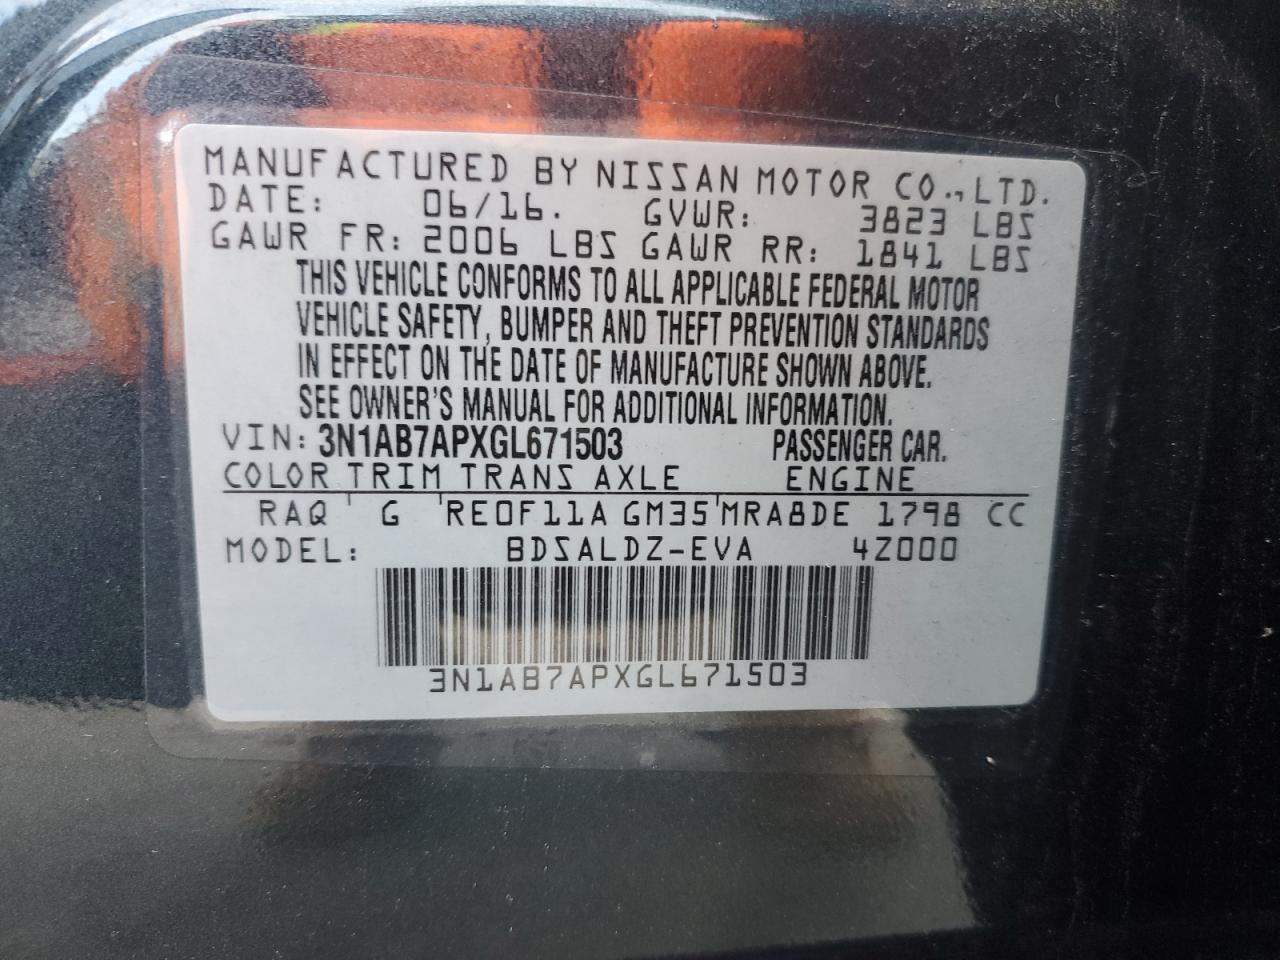 MANUFACTURED BY NISSAN MOTOR CO.,LTD.
DATE: 06/16. GVWR: 3823 LBS
GAWR FR: 2006 LBS GAWR RR: 1841 LBS
THIS VEHICLE CONFORMS TO ALL APPLICABLE FEDERAL MOTOR
VEHICLE SAFETY, BUMPER AND THEFT PREVENTION STANDARDS
IN EFFECT ON THE DATE OF MANUFACTURE SHOWN ABOVE.
SEE OWNER'S MANUAL FOR ADDITIONAL INFORMATION.
VIN: 3N1AB7APXGL671503 PASSENGER CAR.
COLOR TRIM TRANS AXLE ENGINE
RAQ G RE0F11A GM35 MRA8DE 1798 CC
MODEL: BDSALDZ-EVA 4Z000
3N1AB7APXGL671503